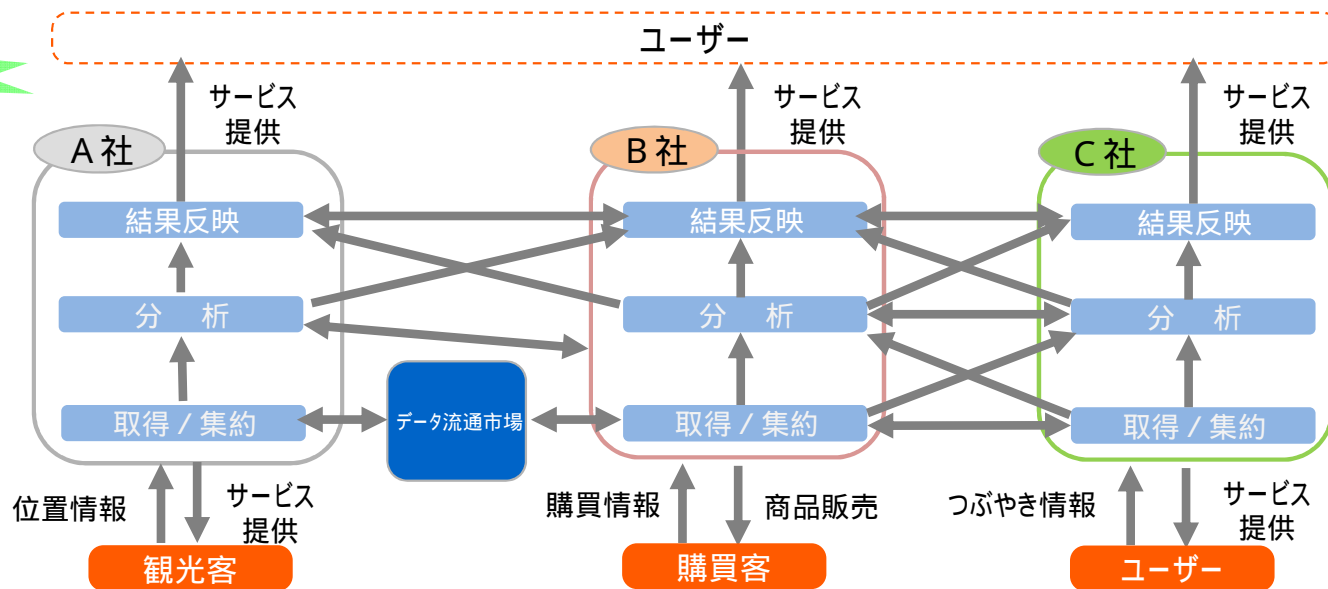 ユーザー
サービス
提供
サービス
提供
サービス
提供
A社
B社
C社
結果反映
結果反映
結果反映
分 析
分 析
分 析
データ流通市場
取得/集約
取得/集約
取得/集約
位置情報
サービス
提供
購買情報
商品販売
つぶやき情報
サービス
提供
観光客
購買客
ユーザー